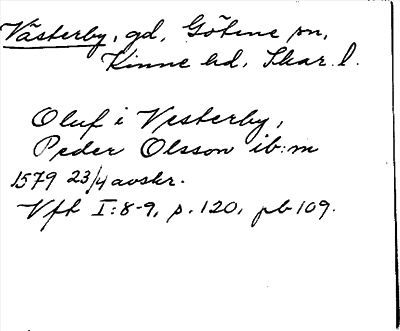 Västerby, gd, Götene sn,
Kinne hd, Skar. l.
Oluf i Vesterby,
Peder Olsson ib:m
1579 23/4 avskr.
Vft I:8-9, p. 120, pb 109.